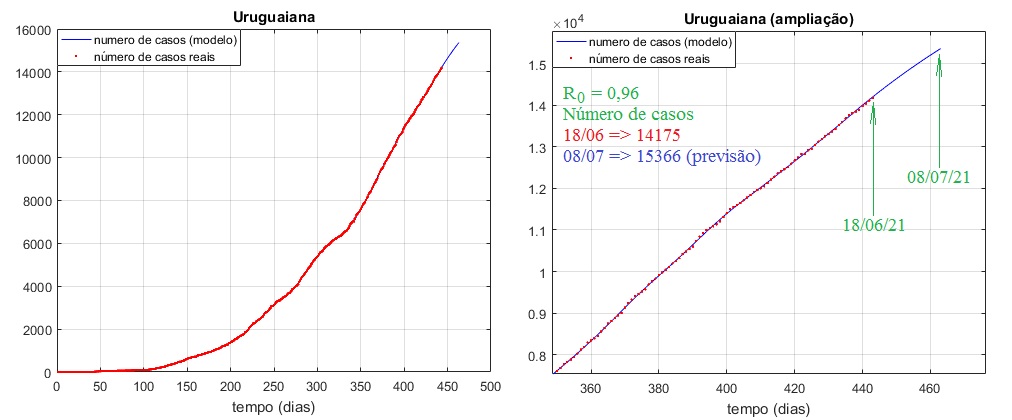 Uruguaiana
numero de casos (modelo)
número de casos reais
16000
14000
12000
10000
8000
6000
4000
2000
0
0 50 100 150 200 250 300 350 400 450 500
tempo (dias)
Uruguaiana (ampliação)
×10⁴
numero de casos (modelo)
número de casos reais
R₀ = 0,96
Número de casos
18/06 => 14175
08/07 => 15366 (previsão)
08/07/21
18/06/21
1.5
1.4
1.3
1.2
1.1
1
0.9
0.8
360 380 400 420 440 460
tempo (dias)